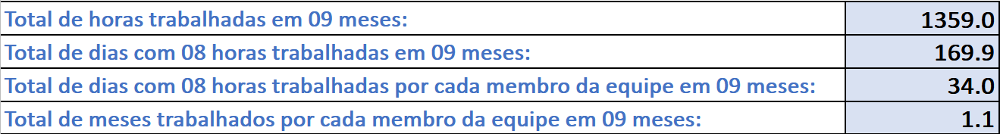 Total de horas trabalhadas em 09 meses: 1359.0
Total de dias com 08 horas trabalhadas em 09 meses: 169.9
Total de dias com 08 horas trabalhadas por cada membro da equipe em 09 meses: 34.0
Total de meses trabalhados por cada membro da equipe em 09 meses: 1.1